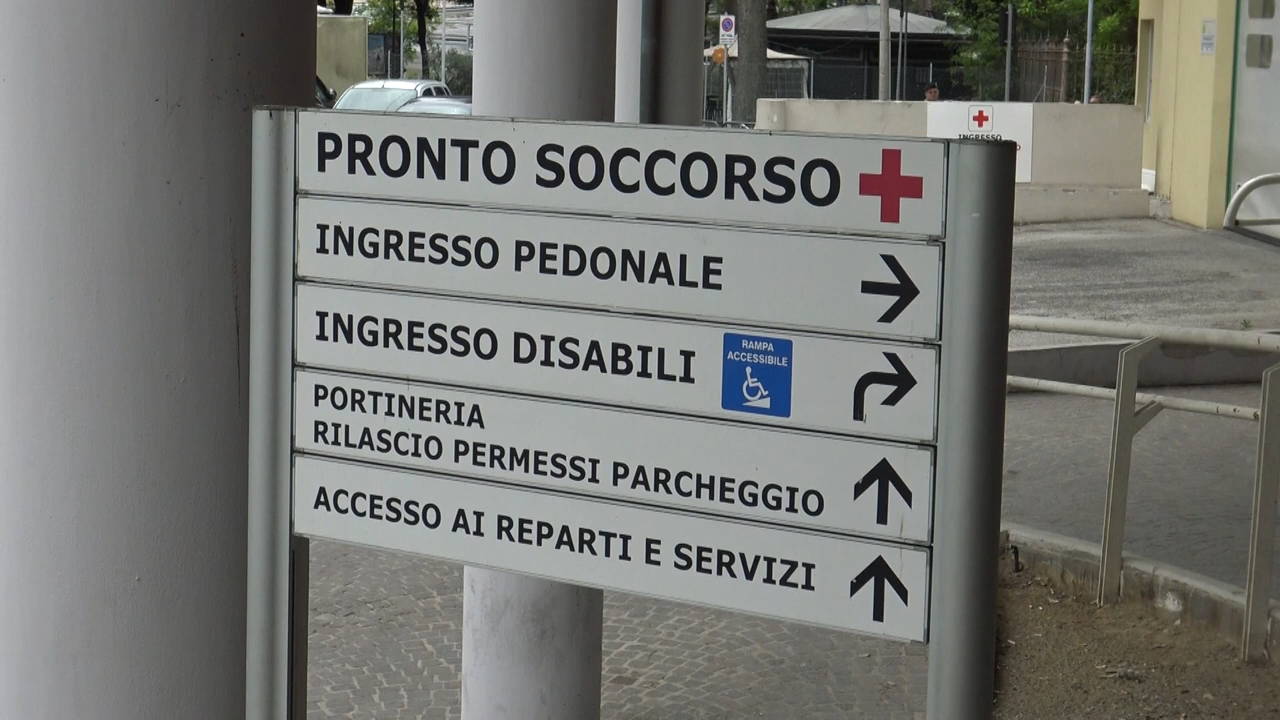 PRONTO SOCCORSO
INGRESSO PEDONALE
INGRESSO DISABILI
RAMPA
ACCESSIBILE
PORTINERIA
RILASCIO PERMESSI PARCHEGGIO
ACCESSO AI REPARTI E SERVIZI
INGRESSO